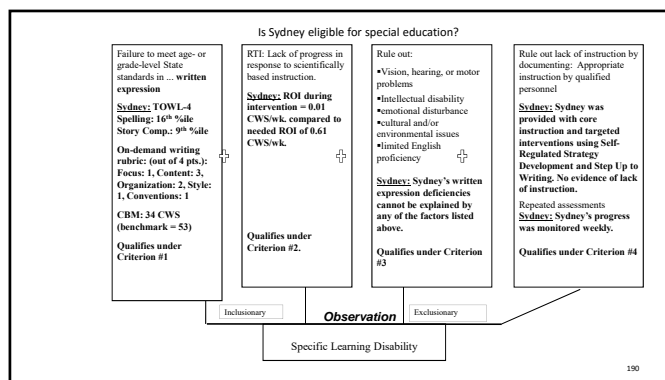 Is Sydney eligible for special education?
Failure to meet age- or
grade-level State
standards in ... written
expression
Sydney: TOWL-4
Spelling: 16th %ile
Story Comp.: 9th %ile
On-demand writing
rubric: (out of 4 pts.):
Focus: 1, Content: 3,
Organization: 2, Style:
1, Conventions: 1
CBM: 34 CWS
(benchmark = 53)
Qualifies under
Criterion #1
RTI: Lack of progress in
response to scientifically
based instruction.
Sydney: ROI during
intervention = 0.01
CWS/wk. compared to
needed ROI of 0.61
CWS/wk.
Qualifies under
Criterion #2.
Rule out:
▪Vision, hearing, or motor
problems
▪Intellectual disability
▪emotional disturbance
▪cultural and/or
environmental issues
▪limited English
proficiency
Sydney: Sydney's written
expression deficiencies
cannot be explained by
any of the factors listed
above.
Qualifies under Criterion
#3
Rule out lack of instruction by
documenting: Appropriate
instruction by qualified
personnel
Sydney: Sydney was
provided with core
instruction and targeted
interventions using Self-
Regulated Strategy
Development and Step Up to
Writing. No evidence of lack
of instruction.
Repeated assessments
Sydney: Sydney's progress
was monitored weekly.
Qualifies under Criterion #4
Inclusionary
Observation
Exclusionary
Specific Learning Disability
190